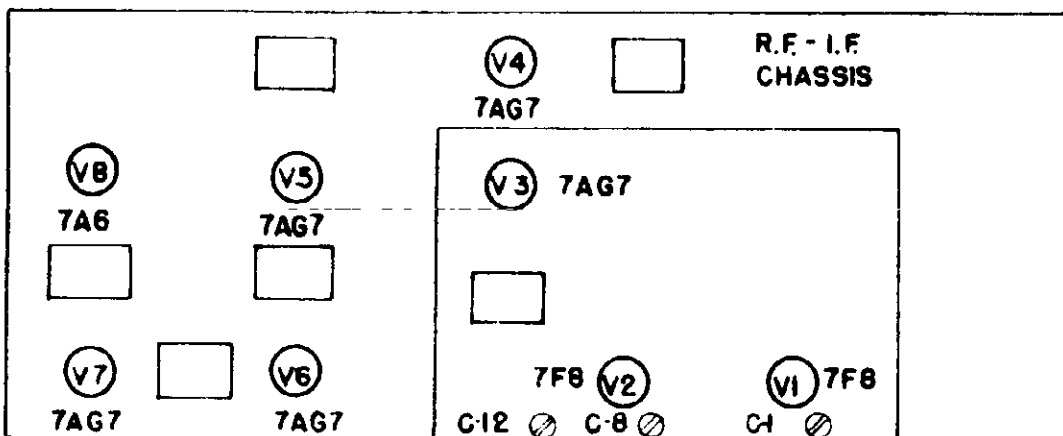 R.F. - I.F.
CHASSIS
V4
7AG7
V8
7A6
V5
7AG7
V3 7AG7
V7
7AG7
V6
7AG7
7F8 V2
V1 7F8
C-12 C-8 C-1